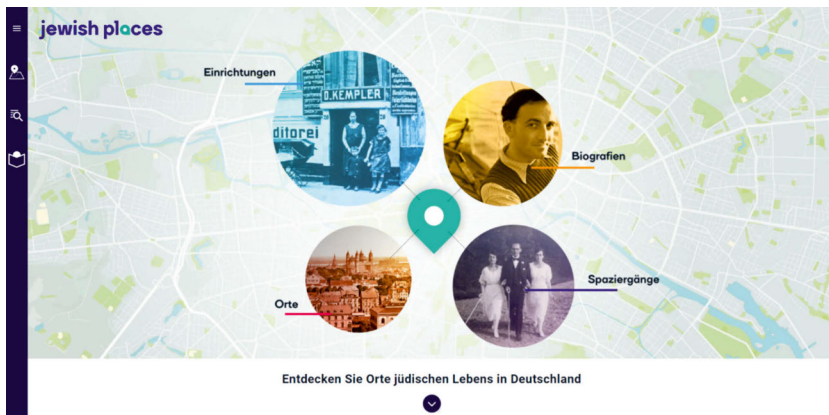 jewish places
Einrichtungen
D.KEMPLER
ditorei
Biografien
Orte
Spaziergänge
Entdecken Sie Orte jüdischen Lebens in Deutschland